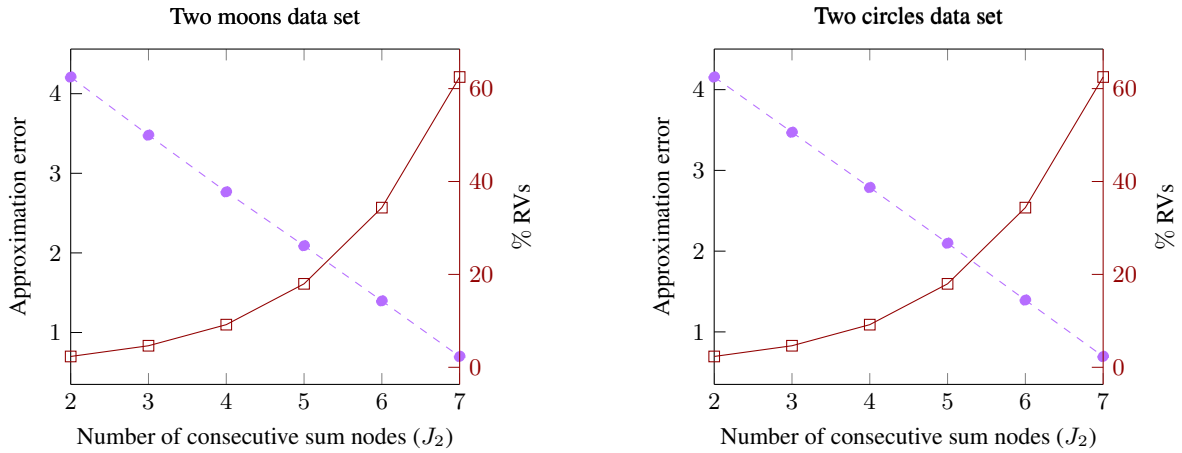 Two moons data set
4
3
2
1
Approximation error
60
40
20
0
% RVs
2 3 4 5 6 7
Number of consecutive sum nodes (J₂)
Two circles data set
4
3
2
1
Approximation error
60
40
20
0
% RVs
2 3 4 5 6 7
Number of consecutive sum nodes (J₂)